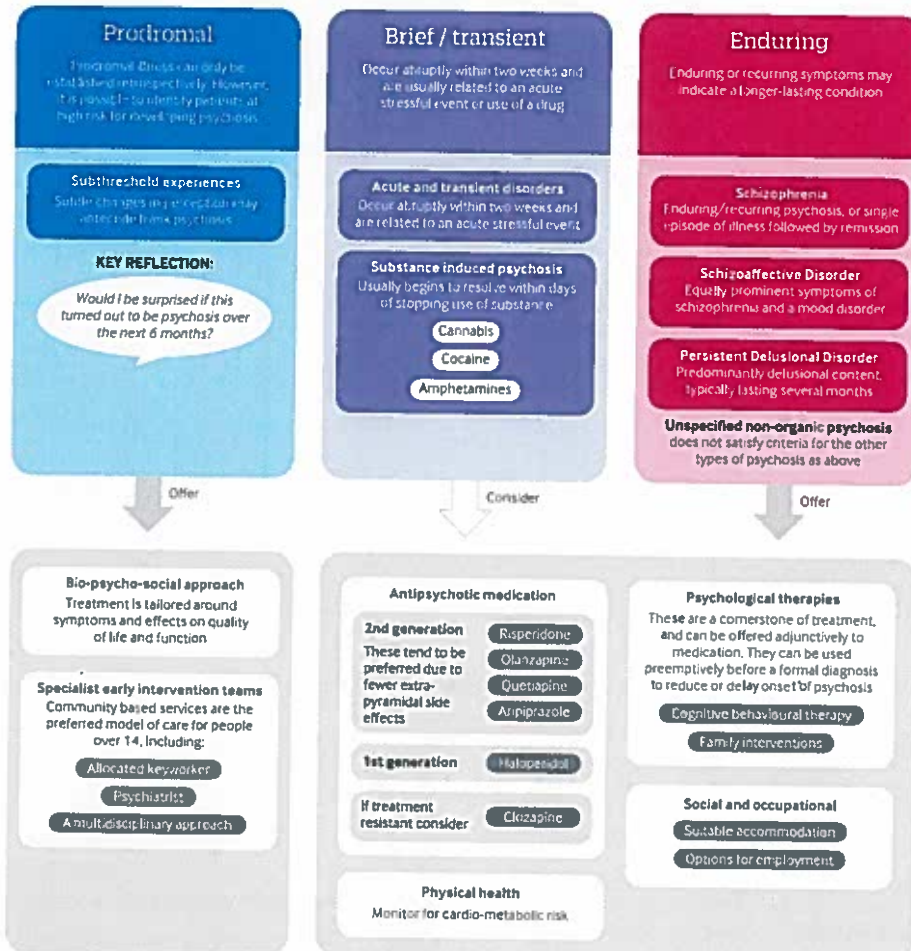 Prodromal
Prodromal illness can only be
established retrospectively. However,
it is possible to identify patients at
high risk for developing psychosis
Subthreshold experiences
Subtle changes in perception may
antecede frank psychosis
KEY REFLECTION:
Would I be surprised if this
turned out to be psychosis over
the next 6 months?
Offer
Brief / transient
Occur abruptly within two weeks and
are usually related to an acute
stressful event or use of a drug
Acute and transient disorders
Occur abruptly within two weeks and
are related to an acute stressful event
Substance induced psychosis
Usually begins to resolve within days
of stopping use of substance
Cannabis
Cocaine
Amphetamines
Consider
Enduring
Enduring or recurring symptoms may
indicate a longer-lasting condition
Schizophrenia
Enduring/recurring psychosis, or single
episode of illness followed by remission
Schizoaffective Disorder
Equally prominent symptoms of
schizophrenia and a mood disorder
Persistent Delusional Disorder
Predominantly delusional content,
typically lasting several months
Unspecified non-organic psychosis
does not satisfy criteria for the other
types of psychosis as above
Offer
Bio-psycho-social approach
Treatment is tailored around
symptoms and effects on quality
of life and function
Specialist early intervention teams
Community based services are the
preferred model of care for people
over 14, including:
Allocated keyworker
Psychiatrist
A multidisciplinary approach
Antipsychotic medication
2nd generation
These tend to be
preferred due to
fewer extra-
pyramidal side
effects
Risperidone
Olanzapine
Quetiapine
Aripiprazole
1st generation
Haloperidol
If treatment
resistant consider
Clozapine
Physical health
Monitor for cardio-metabolic risk
Psychological therapies
These are a cornerstone of treatment,
and can be offered adjunctively to
medication. They can be used
preemptively before a formal diagnosis
to reduce or delay onset of psychosis
Cognitive behavioural therapy
Family interventions
Social and occupational
Suitable accommodation
Options for employment